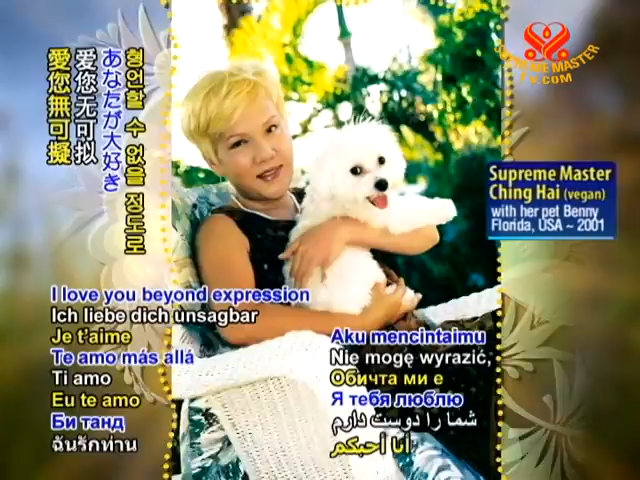 SUPREME MASTER
TV.COM
愛您無可擬
爱您无可拟
あなたが大好き
형언할 수 없을 정도로
Supreme Master
Ching Hai (vegan)
with her pet Benny
Florida, USA ~ 2001
I love you beyond expression
Ich liebe dich unsagbar
Je t'aime
Te amo más allá
Ti amo
Eu te amo
Би танд
ฉันรักท่าน
Aku mencintaimu
Nie mogę wyrazić,
Обичта ми е
Я тебя люблю
شما را دوست دارم
أنا أحبكم